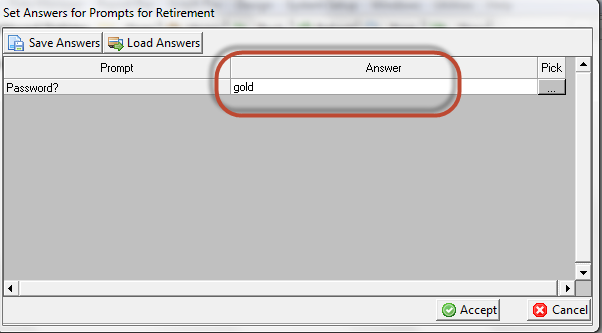 Set Answers for Prompts for Retirement
Save Answers Load Answers
Prompt Answer Pick
Password? gold ...
Accept Cancel